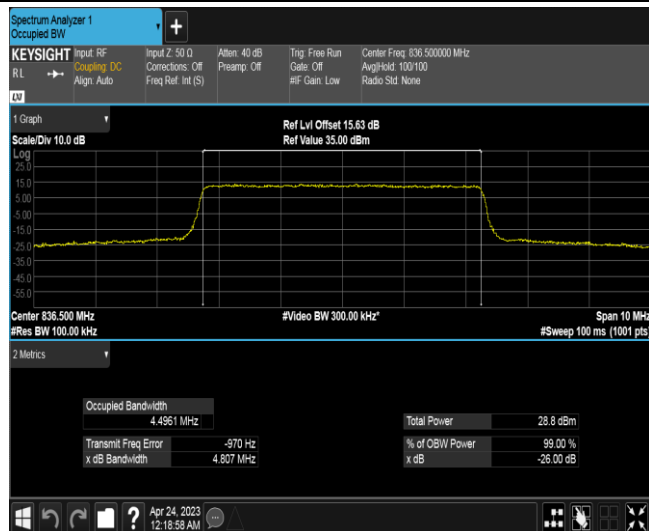 Spectrum Analyzer 1
Occupied BW
+
KEYSIGHT Input: RF Input Z: 50 Ω Atten: 40 dB Trig: Free Run Center Freq: 836.500000 MHz
RL Coupling: DC Corrections: Off Preamp: Off Gate: Off Avg|Hold: 100/100
Align: Auto Freq Ref: Int (S) #IF Gain: Low Radio Std: None
LXI
1 Graph Ref Lvl Offset 15.63 dB
Scale/Div 10.0 dB Ref Value 35.00 dBm
Log
25.0
15.0
5.00
-5.00
-15.0
-25.0
-35.0
-45.0
-55.0
Center 836.500 MHz #Video BW 300.00 kHz* Span 10 MHz
#Res BW 100.00 kHz #Sweep 100 ms (1001 pts)
2 Metrics
Occupied Bandwidth
4.4961 MHz Total Power 28.8 dBm
Transmit Freq Error -970 Hz % of OBW Power 99.00 %
x dB Bandwidth 4.807 MHz x dB -26.00 dB
? Apr 24, 2023
12:18:58 AM